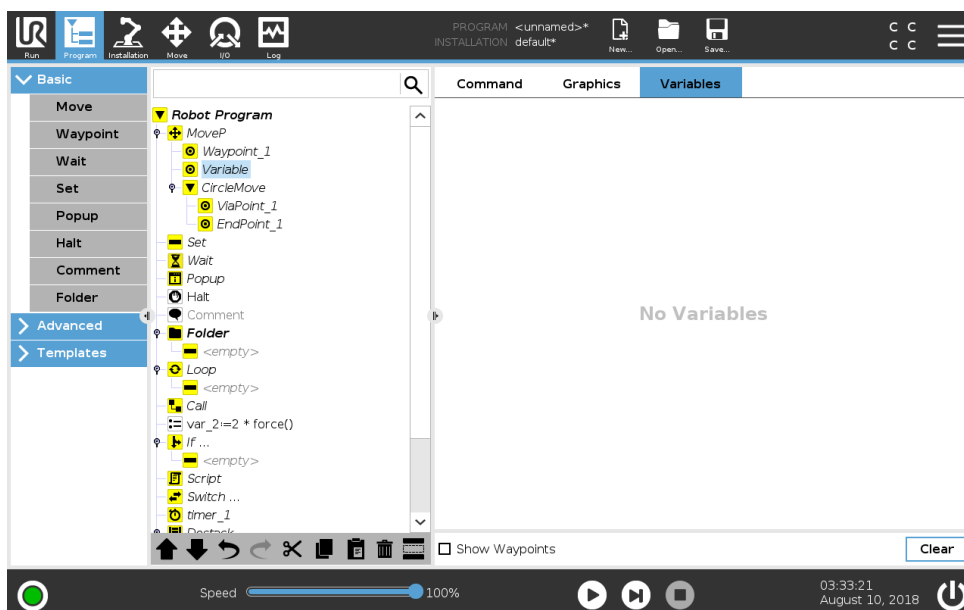 UR
PROGRAM <unnamed>*
INSTALLATION default*
Run
Program
Installation
Move
I/O
Log
New...
Open...
Save...
C C
C C
Basic
Move
Waypoint
Wait
Set
Popup
Halt
Comment
Folder
Advanced
Templates
Robot Program
MoveP
Waypoint_1
Variable
CircleMove
ViaPoint_1
EndPoint_1
Set
Wait
Popup
Halt
Comment
Folder
<empty>
Loop
<empty>
Call
var_2:=2 * force()
If ...
<empty>
Script
Switch ...
timer_1
Destack
Command Graphics Variables
No Variables
Show Waypoints
Clear
Speed 100%
03:33:21
August 10, 2018